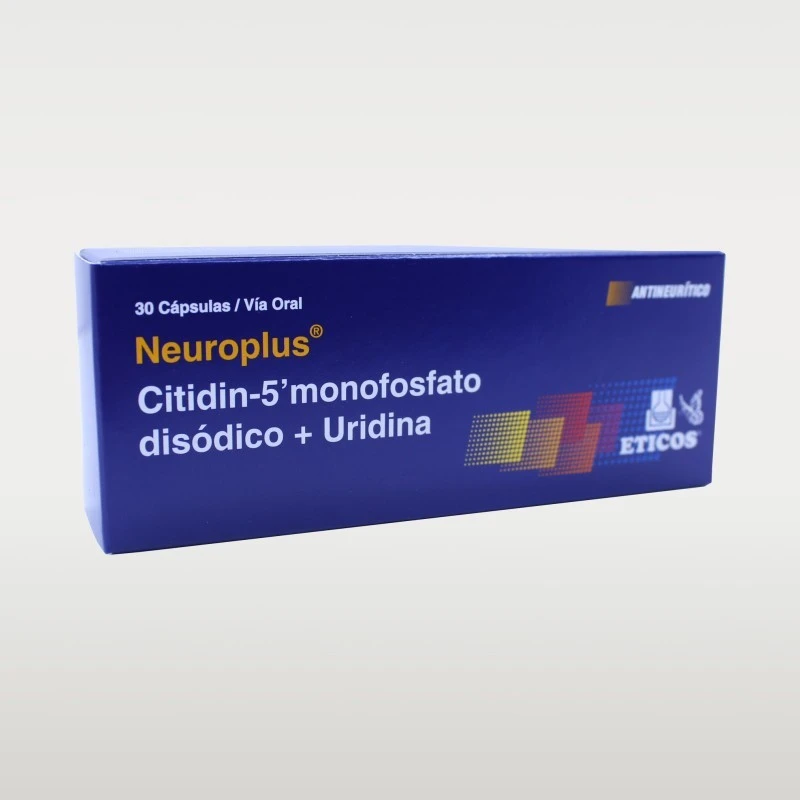 30 Cápsulas / Vía Oral
ANTINEURÍTICO
Neuroplus®
Citidin-5'monofosfato
disódico + Uridina
ETICOS